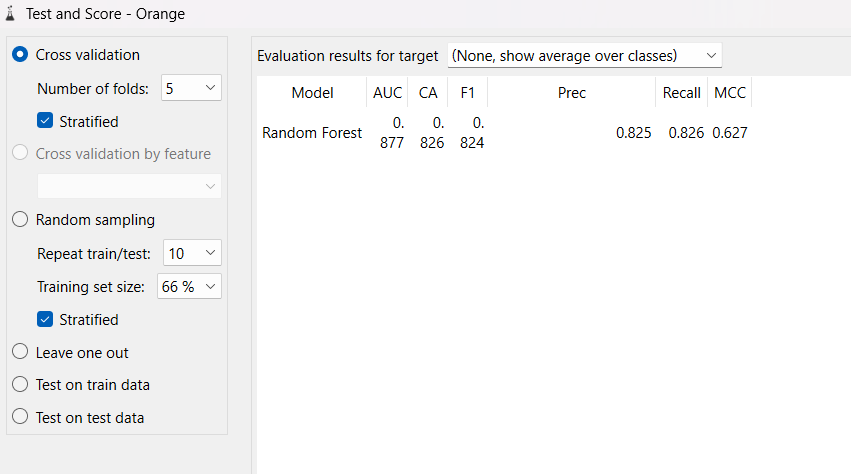 Test and Score - Orange
Cross validation
Number of folds: 5
Stratified
Cross validation by feature
Random sampling
Repeat train/test: 10
Training set size: 66 %
Stratified
Leave one out
Test on train data
Test on test data
Evaluation results for target (None, show average over classes)
Model AUC CA F1 Prec Recall MCC
Random Forest 0.877 0.826 0.824 0.825 0.826 0.627